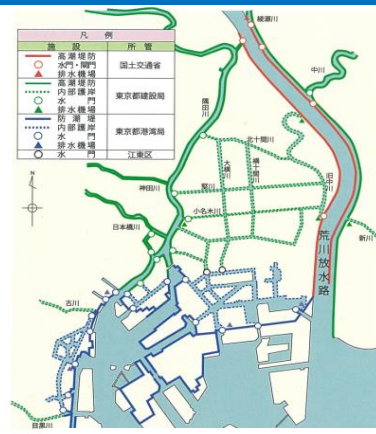 凡 例
施 設 所 管
高潮堤防
水門・閘門
排水機場
国土交通省
高潮堤防
内部護岸
水 門
排水機場
東京都建設局
防 潮 堤
内部護岸
水 門
排水機場
東京都港湾局
水 門
江東区
綾瀬川
中川
隅田川
北十間川
大横川
横十間川
旧中川
神田川
竪川
小名木川
日本橋川
新川
荒川放水路
古川
目黒川
N